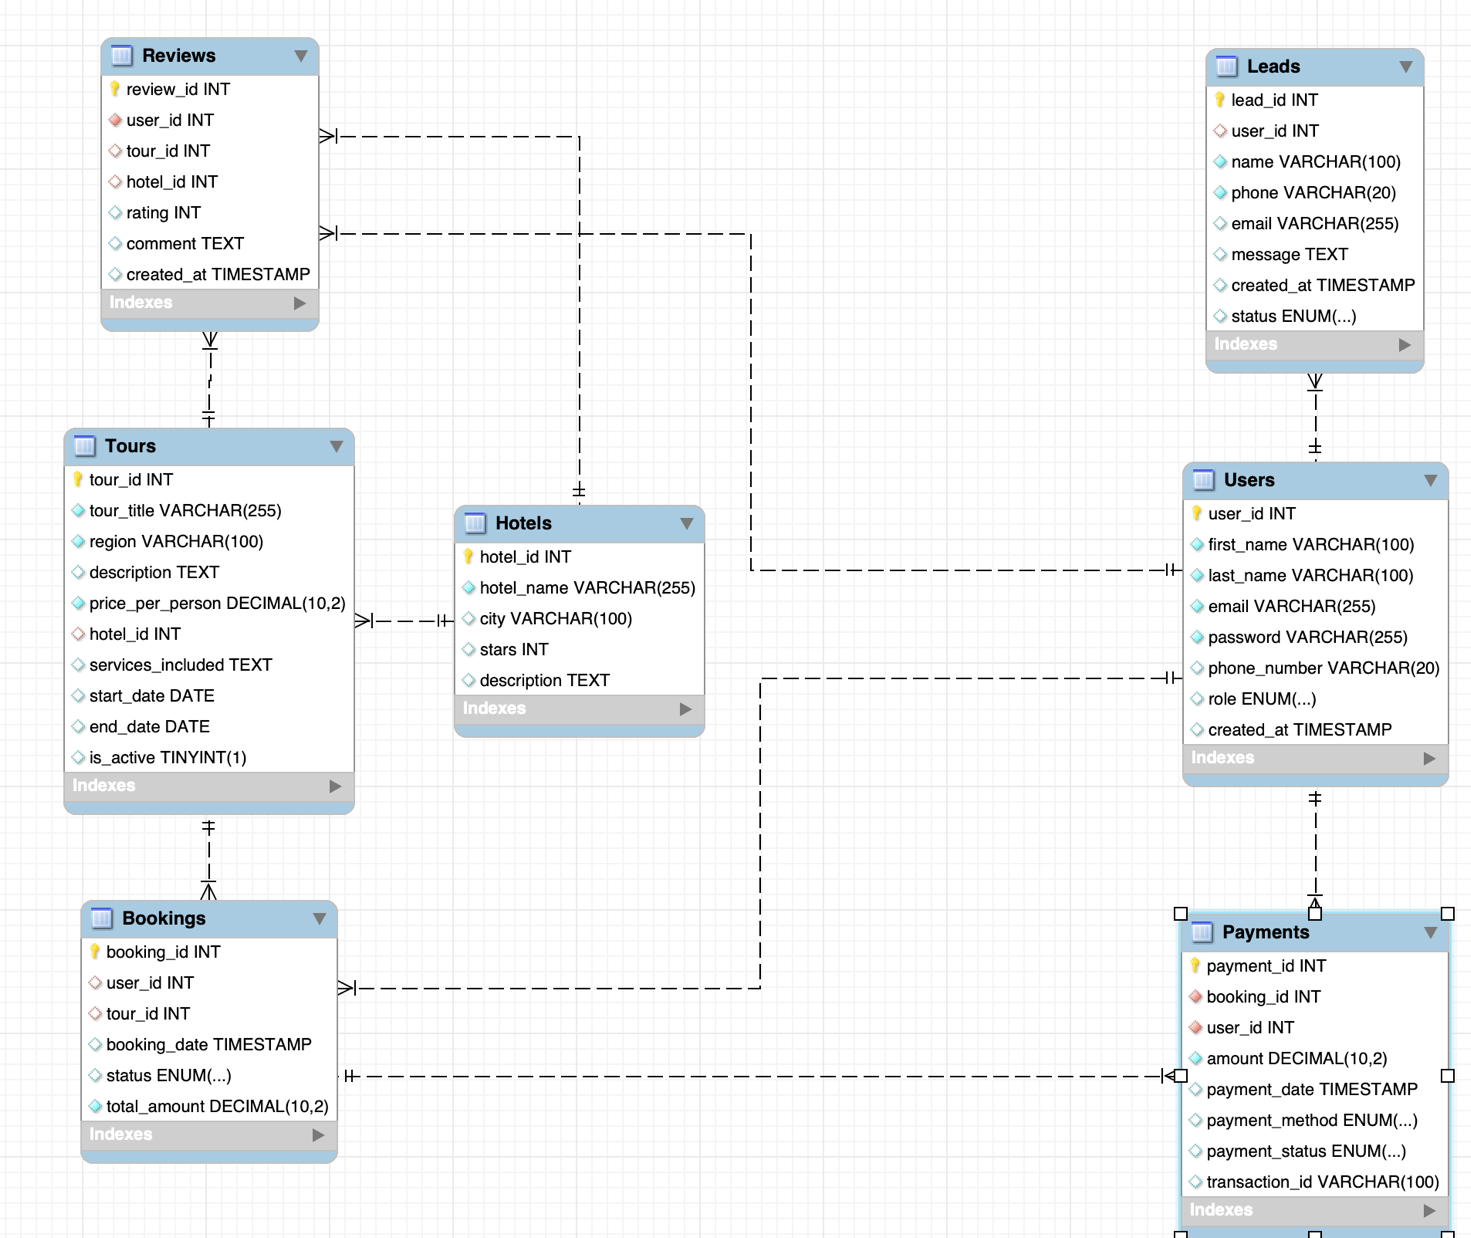 Reviews
review_id INT
user_id INT
tour_id INT
hotel_id INT
rating INT
comment TEXT
created_at TIMESTAMP
Indexes
Leads
lead_id INT
user_id INT
name VARCHAR(100)
phone VARCHAR(20)
email VARCHAR(255)
message TEXT
created_at TIMESTAMP
status ENUM(...)
Indexes
Tours
tour_id INT
tour_title VARCHAR(255)
region VARCHAR(100)
description TEXT
price_per_person DECIMAL(10,2)
hotel_id INT
services_included TEXT
start_date DATE
end_date DATE
is_active TINYINT(1)
Indexes
Hotels
hotel_id INT
hotel_name VARCHAR(255)
city VARCHAR(100)
stars INT
description TEXT
Indexes
Users
user_id INT
first_name VARCHAR(100)
last_name VARCHAR(100)
email VARCHAR(255)
password VARCHAR(255)
phone_number VARCHAR(20)
role ENUM(...)
created_at TIMESTAMP
Indexes
Bookings
booking_id INT
user_id INT
tour_id INT
booking_date TIMESTAMP
status ENUM(...)
total_amount DECIMAL(10,2)
Indexes
Payments
payment_id INT
booking_id INT
user_id INT
amount DECIMAL(10,2)
payment_date TIMESTAMP
payment_method ENUM(...)
payment_status ENUM(...)
transaction_id VARCHAR(100)
Indexes